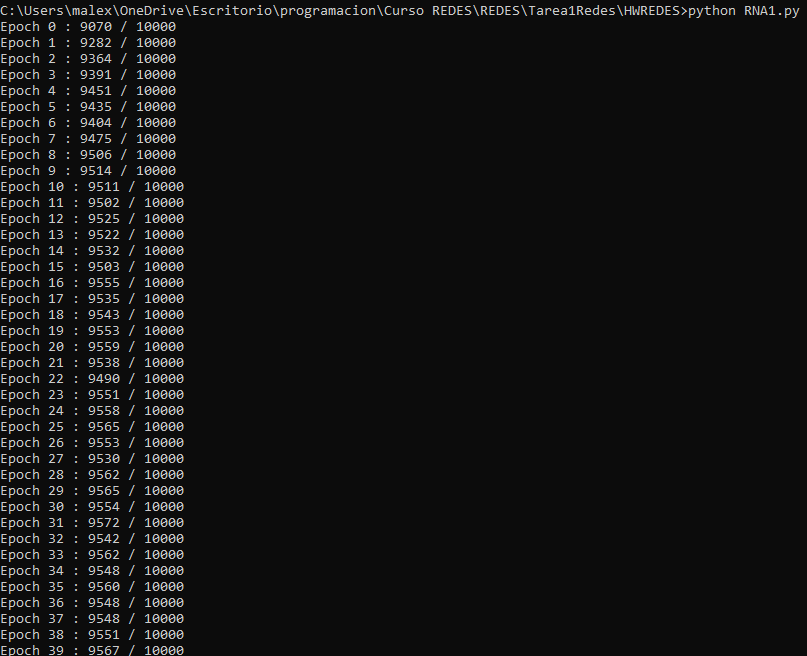 C:\Users\malex\OneDrive\Escritorio\programacion\Curso REDES\REDES\Tarea1Redes\HWREDES>python RNA1.py
Epoch 0 : 9070 / 10000
Epoch 1 : 9282 / 10000
Epoch 2 : 9364 / 10000
Epoch 3 : 9391 / 10000
Epoch 4 : 9451 / 10000
Epoch 5 : 9435 / 10000
Epoch 6 : 9404 / 10000
Epoch 7 : 9475 / 10000
Epoch 8 : 9506 / 10000
Epoch 9 : 9514 / 10000
Epoch 10 : 9511 / 10000
Epoch 11 : 9502 / 10000
Epoch 12 : 9525 / 10000
Epoch 13 : 9522 / 10000
Epoch 14 : 9532 / 10000
Epoch 15 : 9503 / 10000
Epoch 16 : 9555 / 10000
Epoch 17 : 9535 / 10000
Epoch 18 : 9543 / 10000
Epoch 19 : 9553 / 10000
Epoch 20 : 9559 / 10000
Epoch 21 : 9538 / 10000
Epoch 22 : 9490 / 10000
Epoch 23 : 9551 / 10000
Epoch 24 : 9558 / 10000
Epoch 25 : 9565 / 10000
Epoch 26 : 9553 / 10000
Epoch 27 : 9530 / 10000
Epoch 28 : 9562 / 10000
Epoch 29 : 9565 / 10000
Epoch 30 : 9554 / 10000
Epoch 31 : 9572 / 10000
Epoch 32 : 9542 / 10000
Epoch 33 : 9562 / 10000
Epoch 34 : 9548 / 10000
Epoch 35 : 9560 / 10000
Epoch 36 : 9548 / 10000
Epoch 37 : 9548 / 10000
Epoch 38 : 9551 / 10000
Epoch 39 : 9567 / 10000